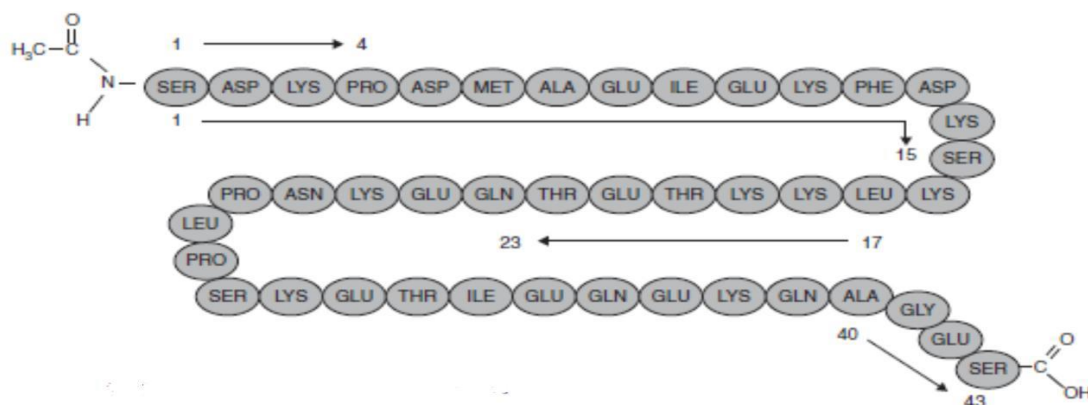 O
H₃C C
N
H
1 4
SER ASP LYS PRO ASP MET ALA GLU ILE GLU LYS PHE ASP
1
LYS
15 SER
PRO ASN LYS GLU GLN THR GLU THR LYS LYS LEU LYS
LEU
23 17
PRO
SER LYS GLU THR ILE GLU GLN GLU LYS GLN ALA
GLY
40 GLU
O
SER C
OH
43